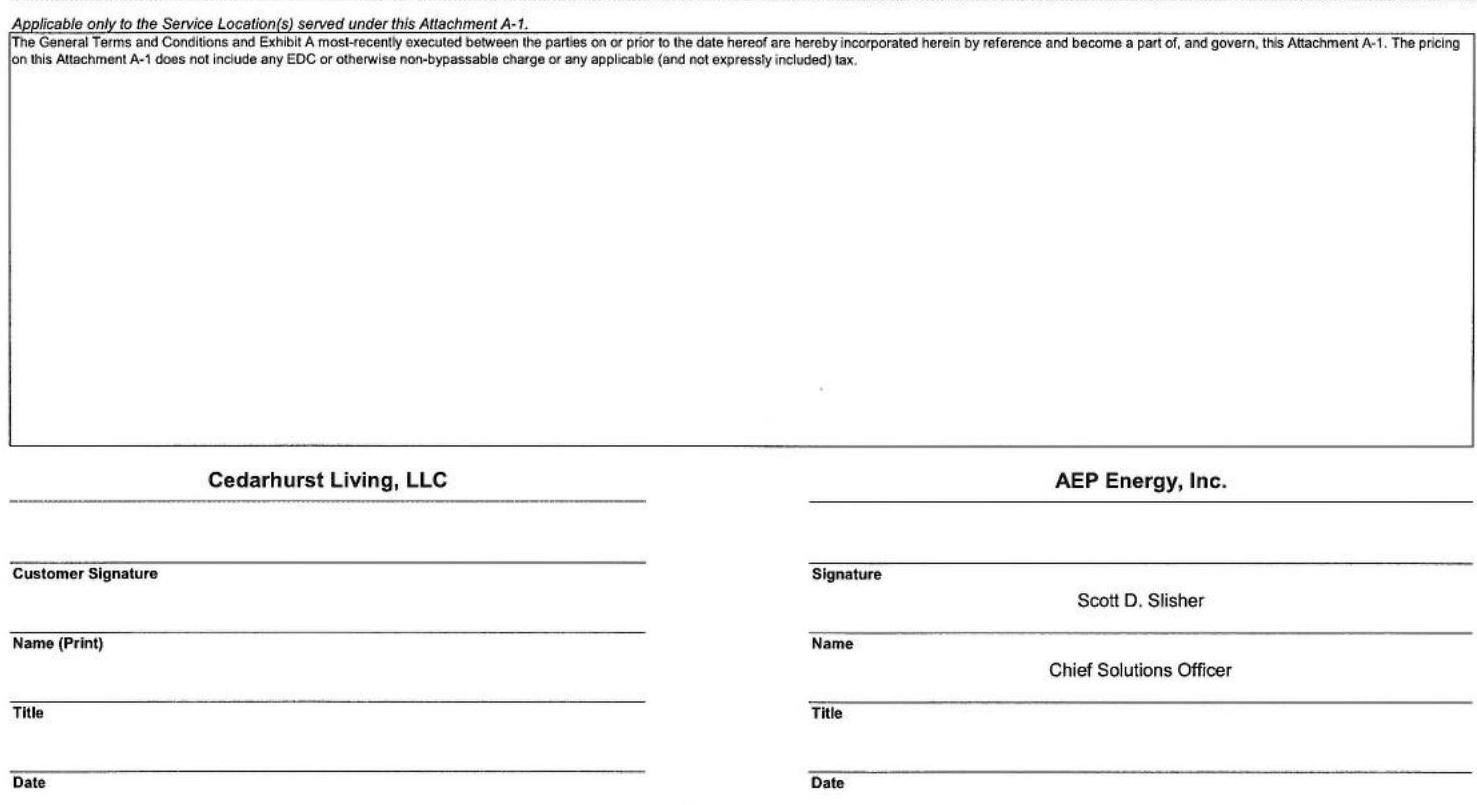 Applicable only to the Service Location(s) served under this Attachment A-1.
The General Terms and Conditions and Exhibit A most-recently executed between the parties on or prior to the date hereof are hereby incorporated herein by reference and become a part of, and govern, this Attachment A-1. The pricing
on this Attachment A-1 does not include any EDC or otherwise non-bypassable charge or any applicable (and not expressly included) tax.
Cedarhurst Living, LLC
Customer Signature
Name (Print)
Title
Date
AEP Energy, Inc.
Signature
Scott D. Slisher
Name
Chief Solutions Officer
Title
Date